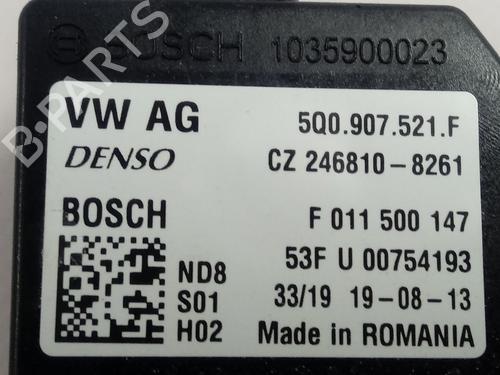 BOSCH 1035900023
VW AG 5Q0.907.521.F
DENSO CZ 246810-8261
BOSCH F 011 500 147
ND8 53F U 00754193
S01 33/19 19-08-13
H02 Made in ROMANIA
B-PARTS